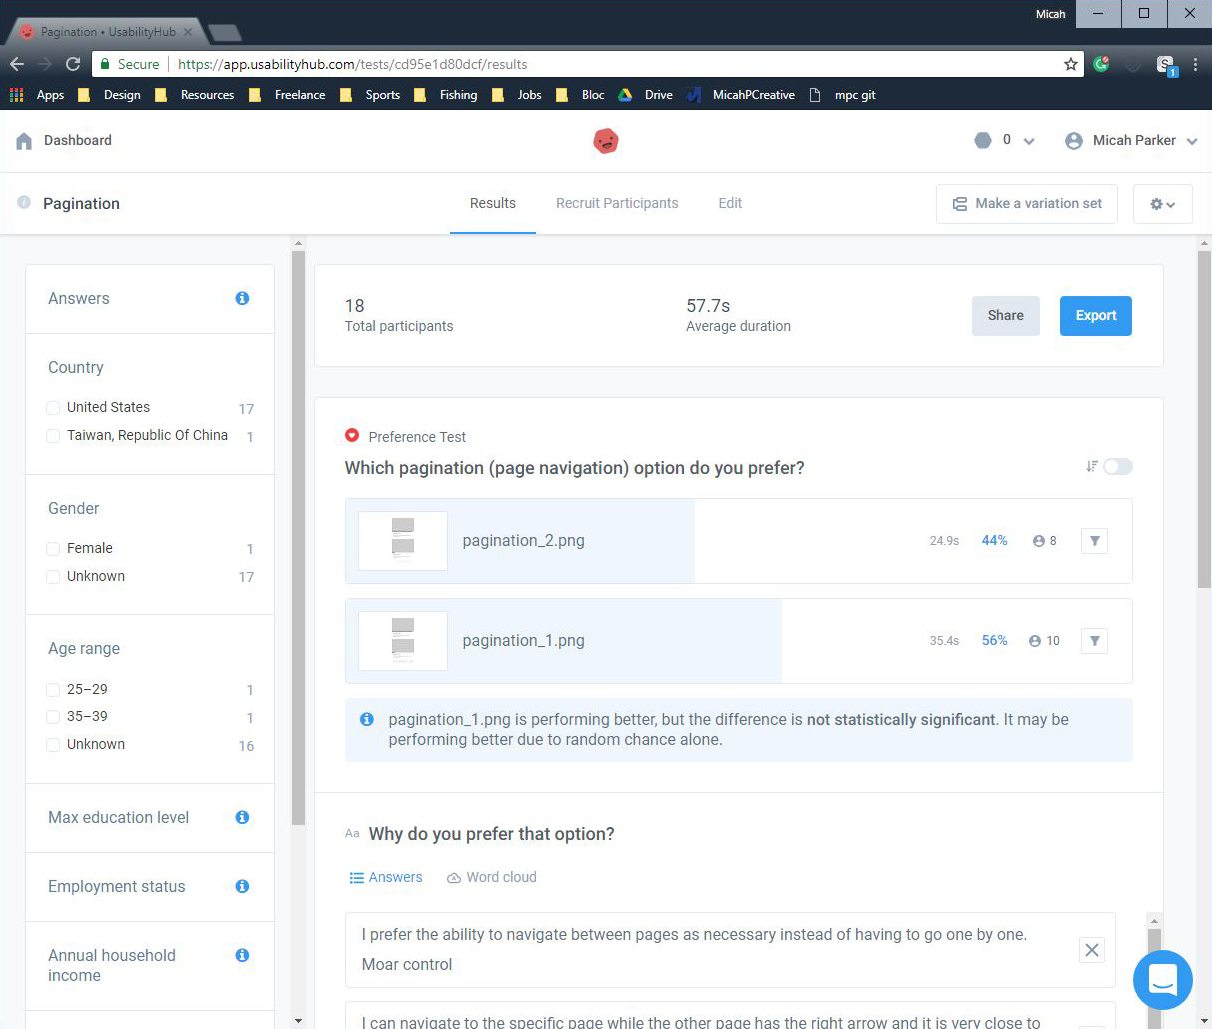 Micah
Pagination • UsabilityHub
Secure https://app.usabilityhub.com/tests/cd95e1d80dcf/results
S
1
Apps Design Resources Freelance Sports Fishing Jobs Bloc Drive MicahPCreative mpc git
Dashboard
0
Micah Parker
Pagination
Results
Recruit Participants
Edit
Make a variation set
Answers
Country
United States 17
Taiwan, Republic Of China 1
Gender
Female 1
Unknown 17
Age range
25–29 1
35–39 1
Unknown 16
Max education level
Employment status
Annual household
income
18
Total participants
57.7s
Average duration
Share
Export
Preference Test
Which pagination (page navigation) option do you prefer?
pagination_2.png 24.9s 44% 8
pagination_1.png 35.4s 56% 10
pagination_1.png is performing better, but the difference is not statistically significant. It may be
performing better due to random chance alone.
Aa Why do you prefer that option?
Answers
Word cloud
I prefer the ability to navigate between pages as necessary instead of having to go one by one.
Moar control
I can navigate to the specific page while the other page has the right arrow and it is very close to